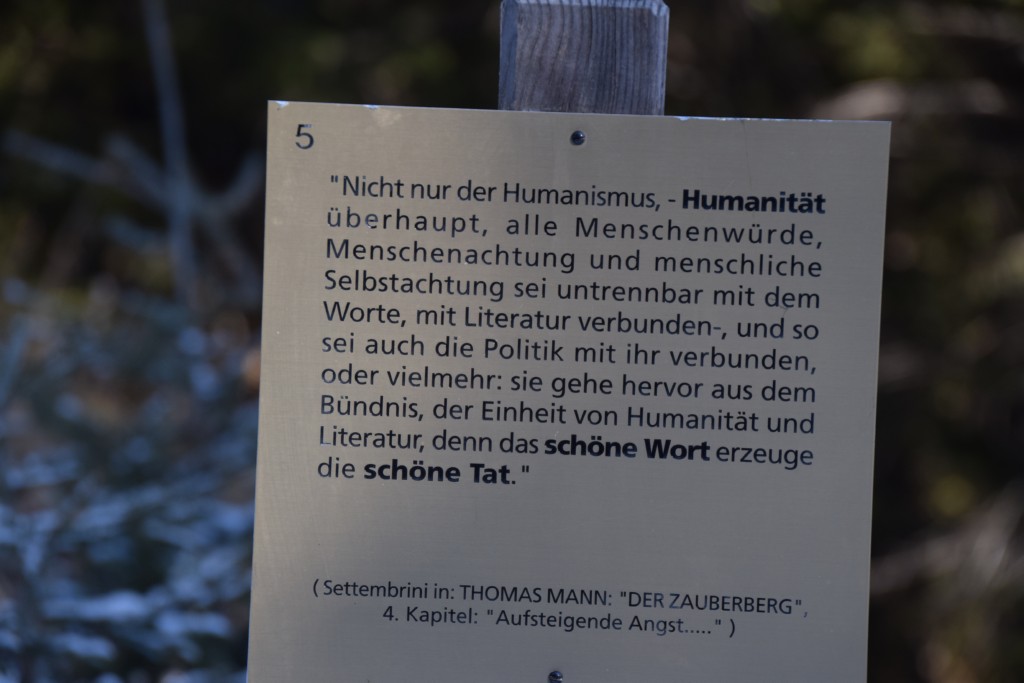 5
"Nicht nur der Humanismus, - Humanität
überhaupt, alle Menschenwürde,
Menschenachtung und menschliche
Selbstachtung sei untrennbar mit dem
Worte, mit Literatur verbunden-, und so
sei auch die Politik mit ihr verbunden,
oder vielmehr: sie gehe hervor aus dem
Bündnis, der Einheit von Humanität und
Literatur, denn das schöne Wort erzeuge
die schöne Tat."
( Settembrini in: THOMAS MANN: "DER ZAUBERBERG",
4. Kapitel: "Aufsteigende Angst....." )